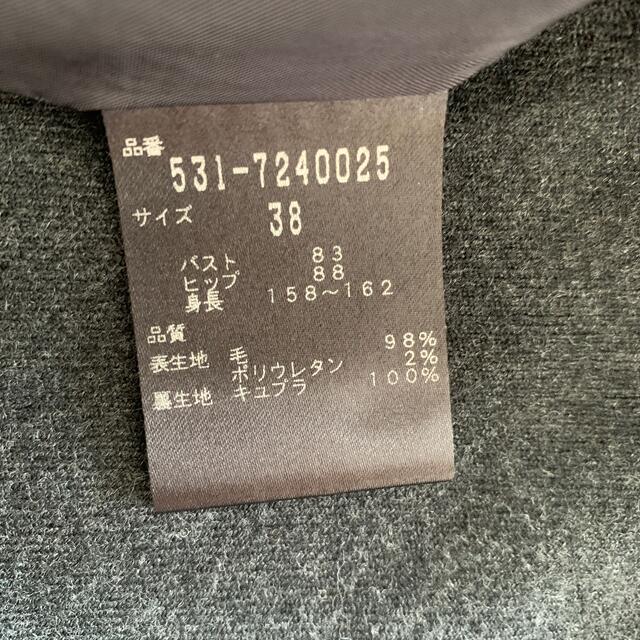 品番
531-7240025
サイズ 38
バスト 83
ヒップ 88
身長 158～162
品質
表生地 毛 98%
ポリウレタン 2%
裏生地 キュプラ 100%